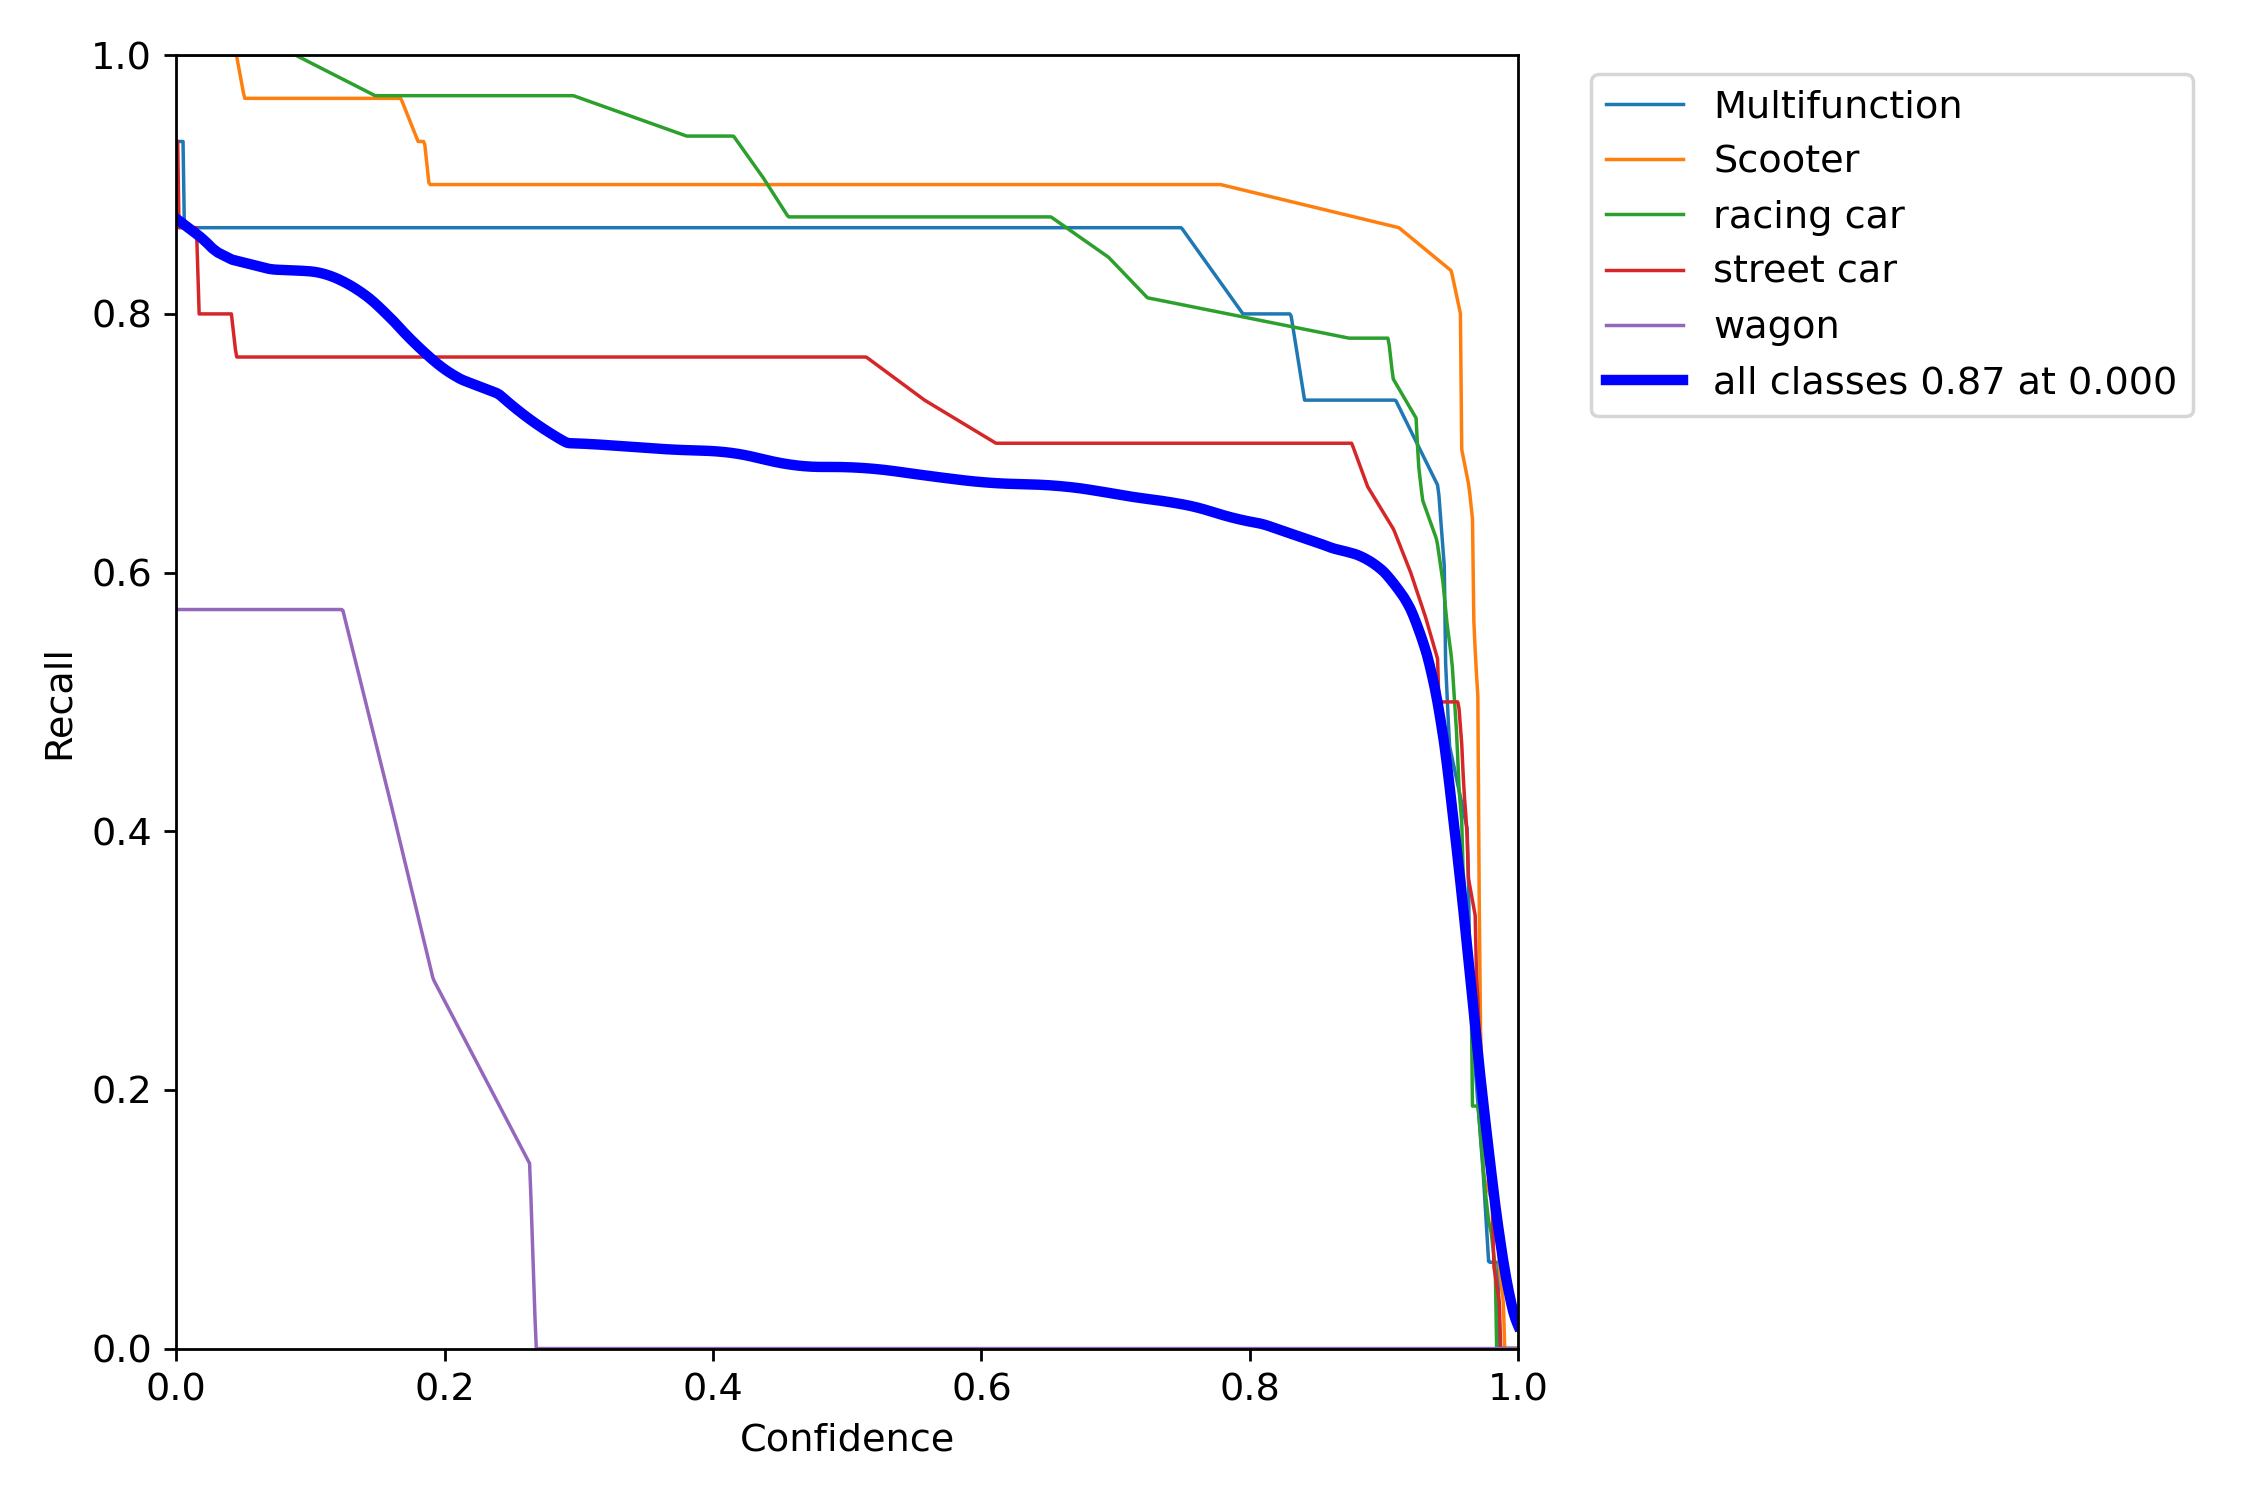 1.0
0.8
0.6
0.4
0.2
0.0
Recall
0.0 0.2 0.4 0.6 0.8 1.0
Confidence
Multifunction
Scooter
racing car
street car
wagon
all classes 0.87 at 0.000